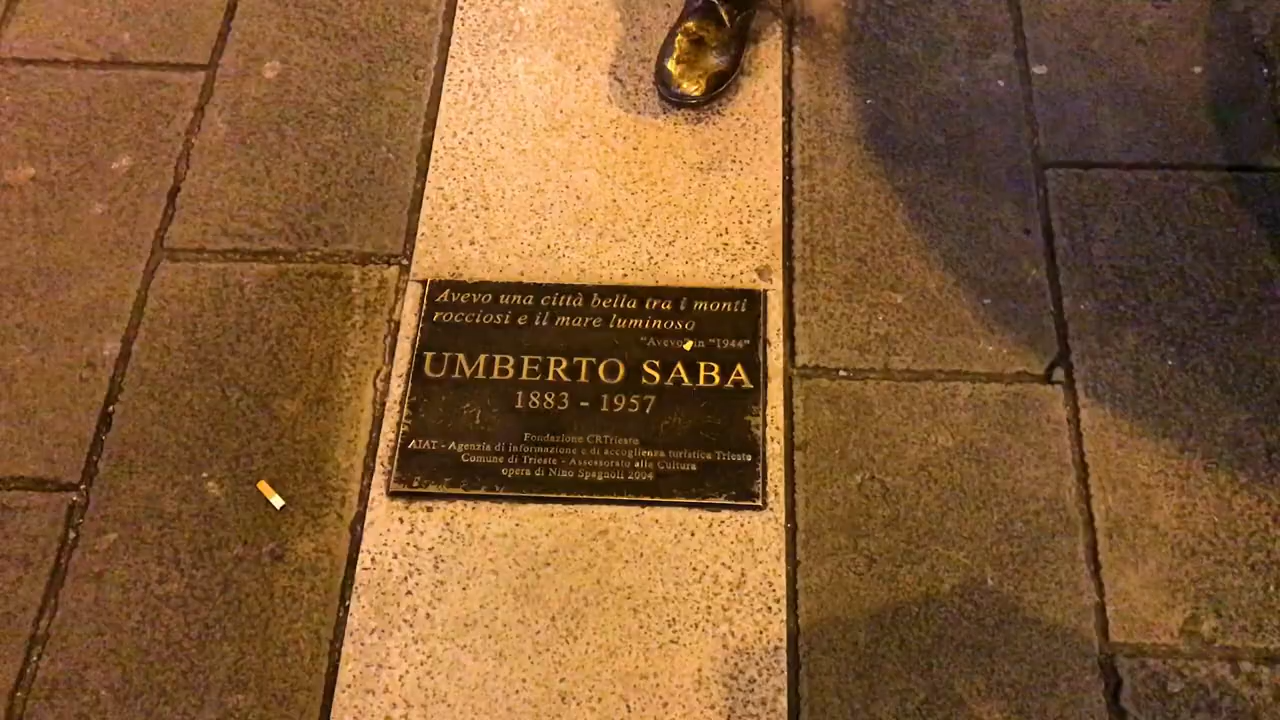 Avevo una città bella tra i monti
rocciosi e il mare luminoso
"Avevo" in "1944"
UMBERTO SABA
1883 - 1957
Fondazione CRTrieste
AIAT - Agenzia di informazione e di accoglienza turistica Trieste
Comune di Trieste - Assessorato alla Cultura
opera di Nino Spagnoli 2004